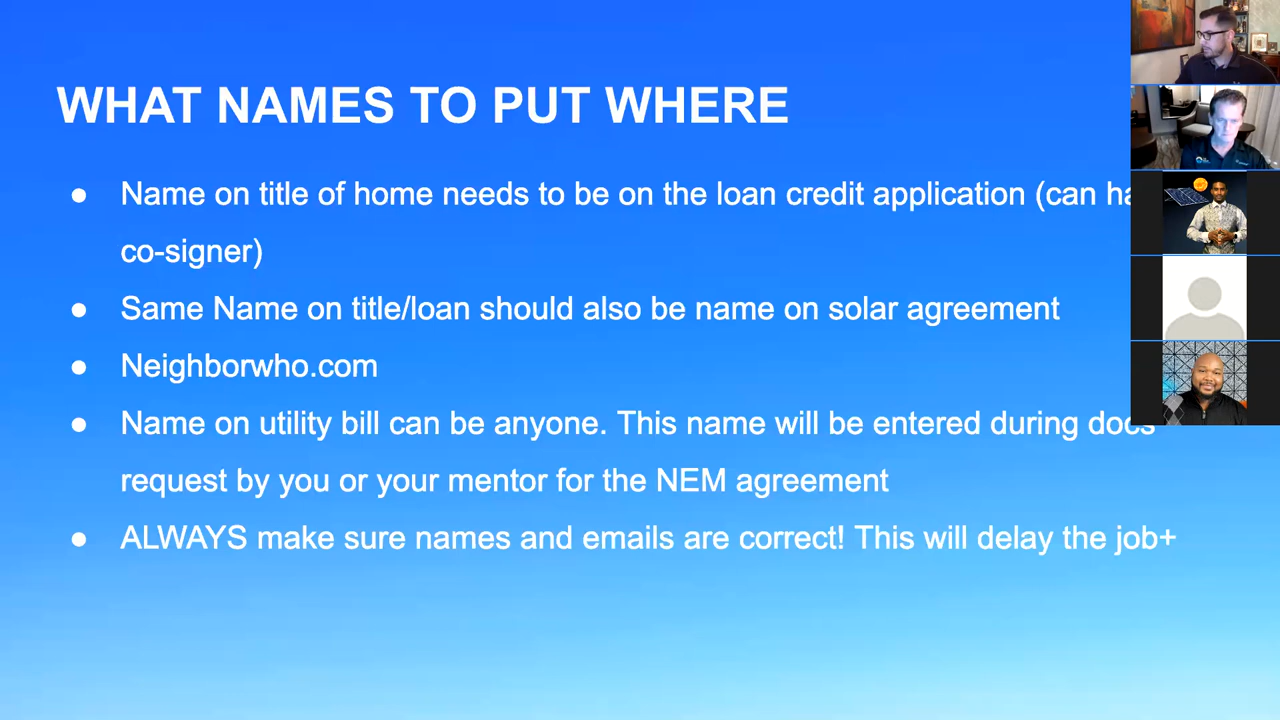 WHAT NAMES TO PUT WHERE
● Name on title of home needs to be on the loan credit application (can
co-signer)
● Same Name on title/loan should also be name on solar agreement
● Neighborwho.com
● Name on utility bill can be anyone. This name will be entered during docs
request by you or your mentor for the NEM agreement
● ALWAYS make sure names and emails are correct! This will delay the job+